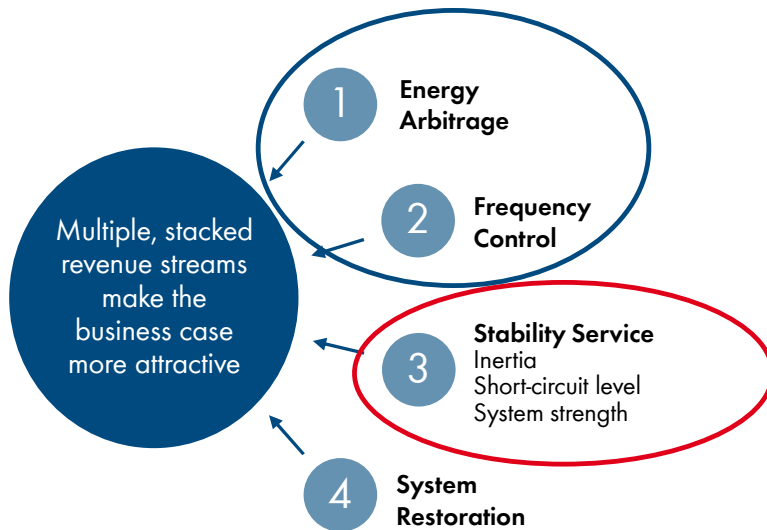 1
Energy
Arbitrage
2
Frequency
Control
Multiple, stacked
revenue streams
make the
business case
more attractive
3
Stability Service
Inertia
Short-circuit level
System strength
4
System
Restoration